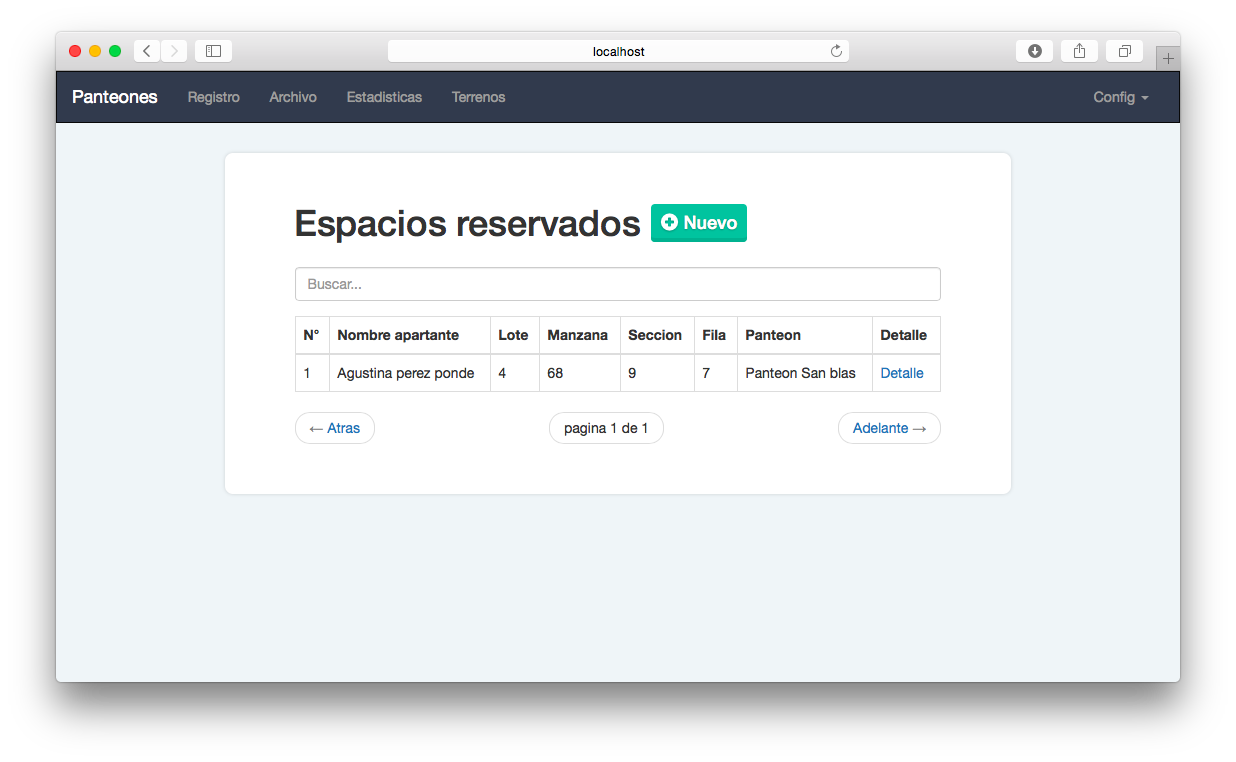 localhost
Panteones Registro Archivo Estadisticas Terrenos Config
Espacios reservados Nuevo
Buscar...
N° Nombre apartante Lote Manzana Seccion Fila Panteon Detalle
1 Agustina perez ponde 4 68 9 7 Panteon San blas Detalle
← Atras pagina 1 de 1 Adelante →